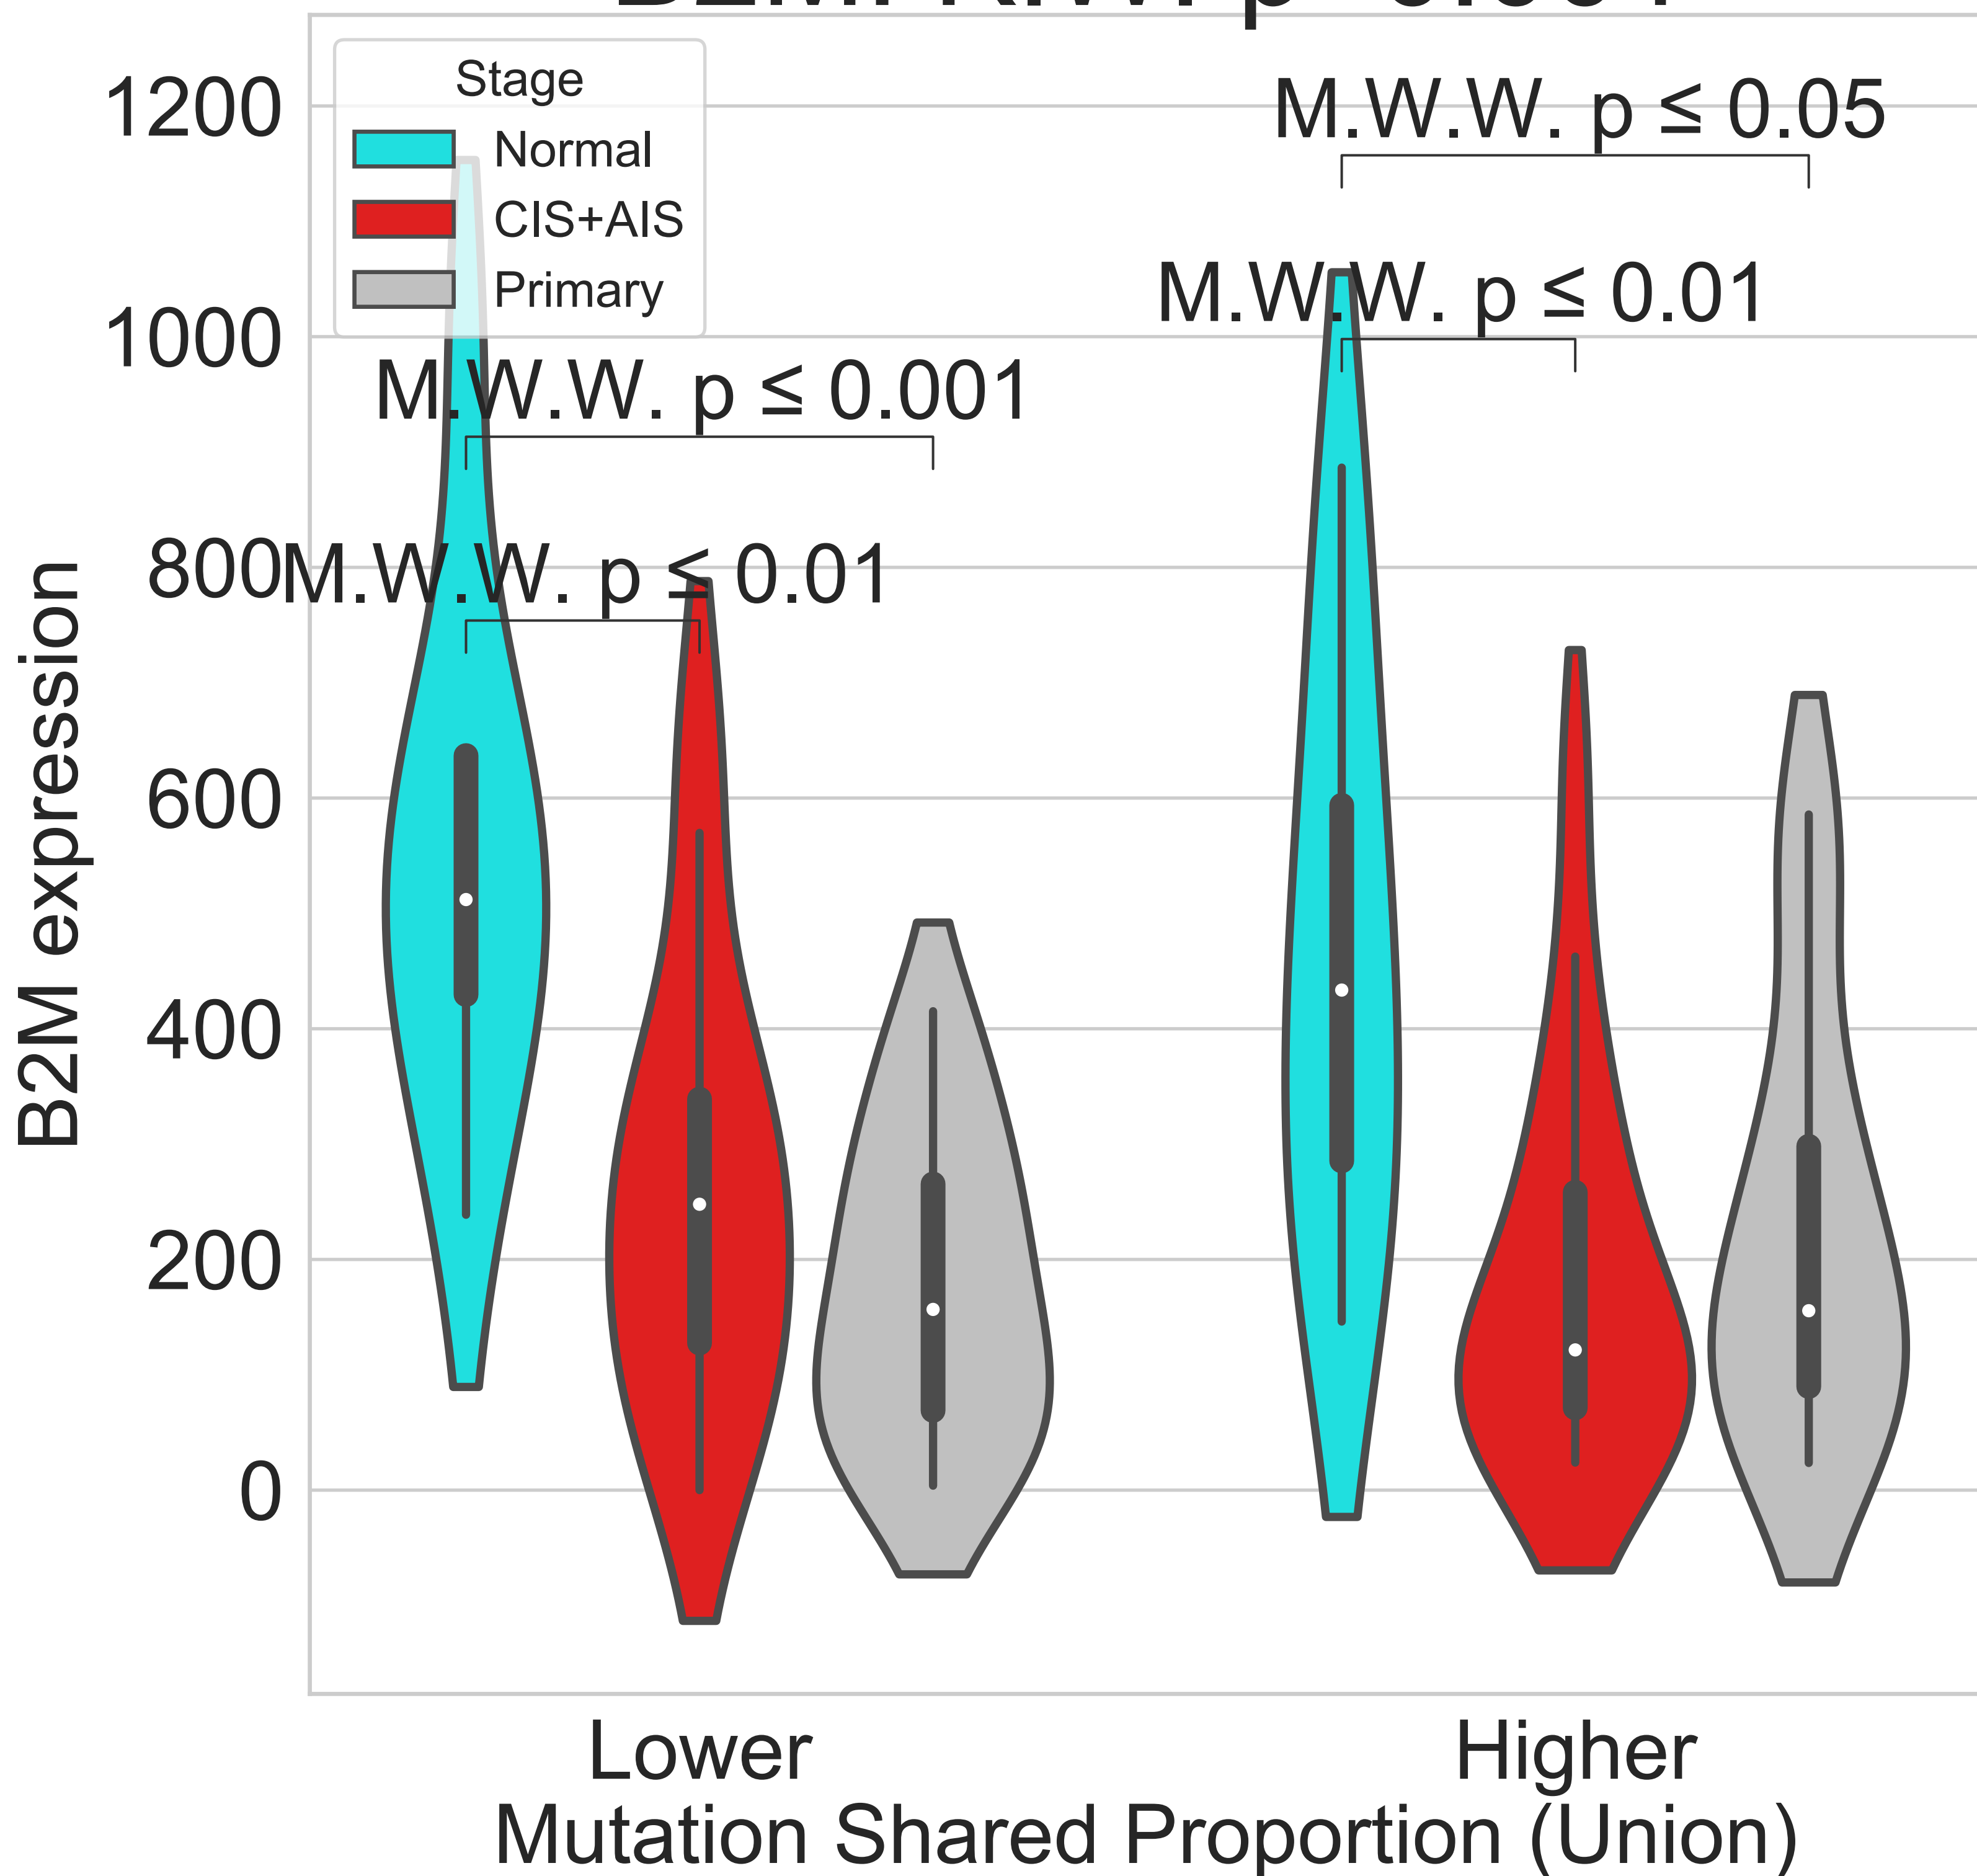 Stage
Normal
CIS+AIS
Primary
M.W.W. p ≤ 0.05
M.W.W. p ≤ 0.01
M.W.W. p ≤ 0.001
M.W.W. p ≤ 0.01
1200
1000
800
600
400
200
0
B2M expression
Lower
Higher
Mutation Shared Proportion (Union)